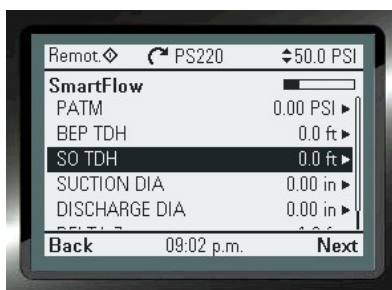 Remot. PS220 50.0 PSI
SmartFlow
PATM 0.00 PSI
BEP TDH 0.0 ft
SO TDH 0.0 ft
SUCTION DIA 0.00 in
DISCHARGE DIA 0.00 in
Back 09:02 p.m. Next